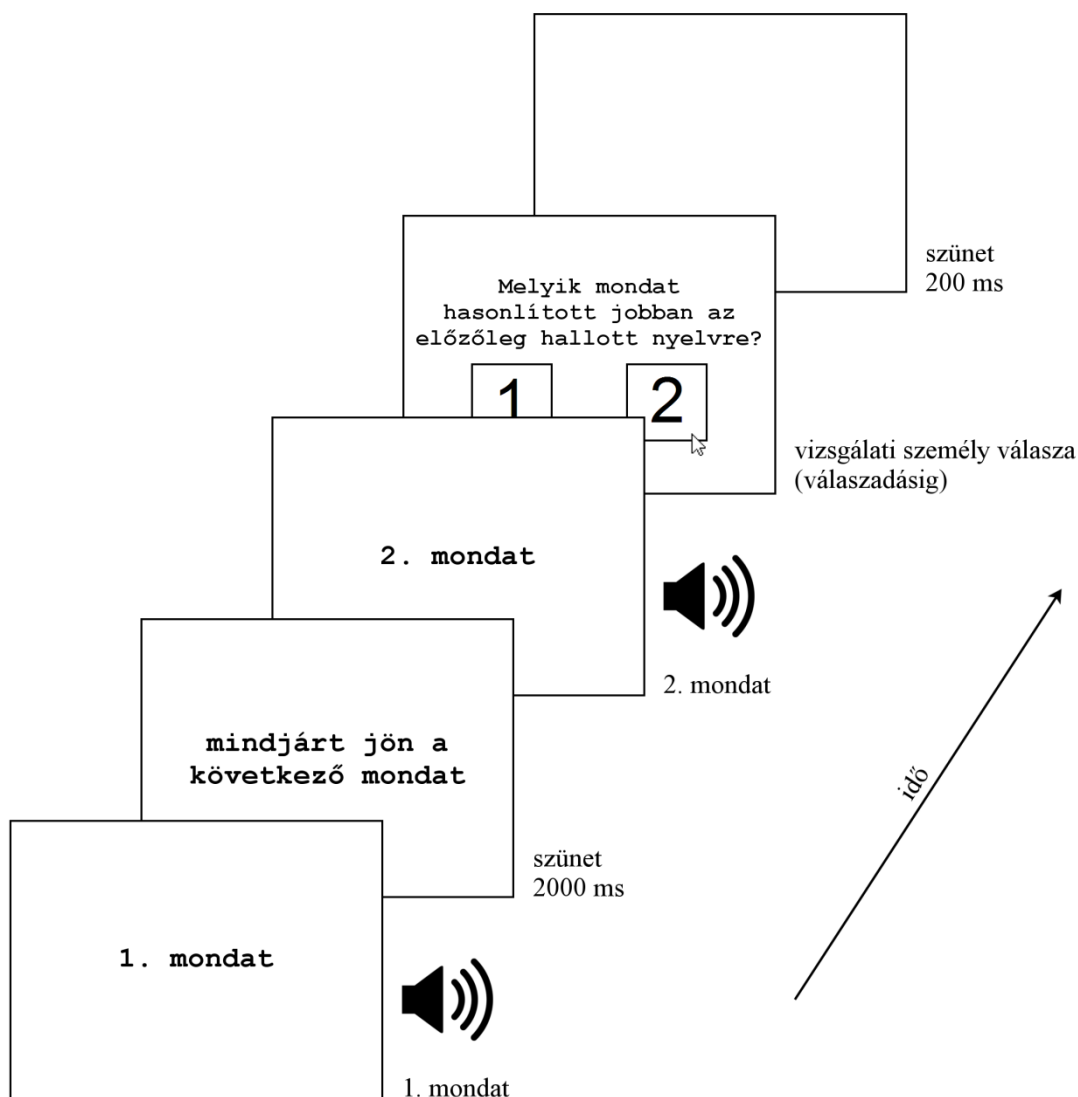 szünet
200 ms
Melyik mondat
hasonlított jobban az
előzőleg hallott nyelvre?
1
2
vizsgálati személy válasza
(válaszadásig)
2. mondat
2. mondat
mindjárt jön a
következő mondat
idő
szünet
2000 ms
1. mondat
1. mondat